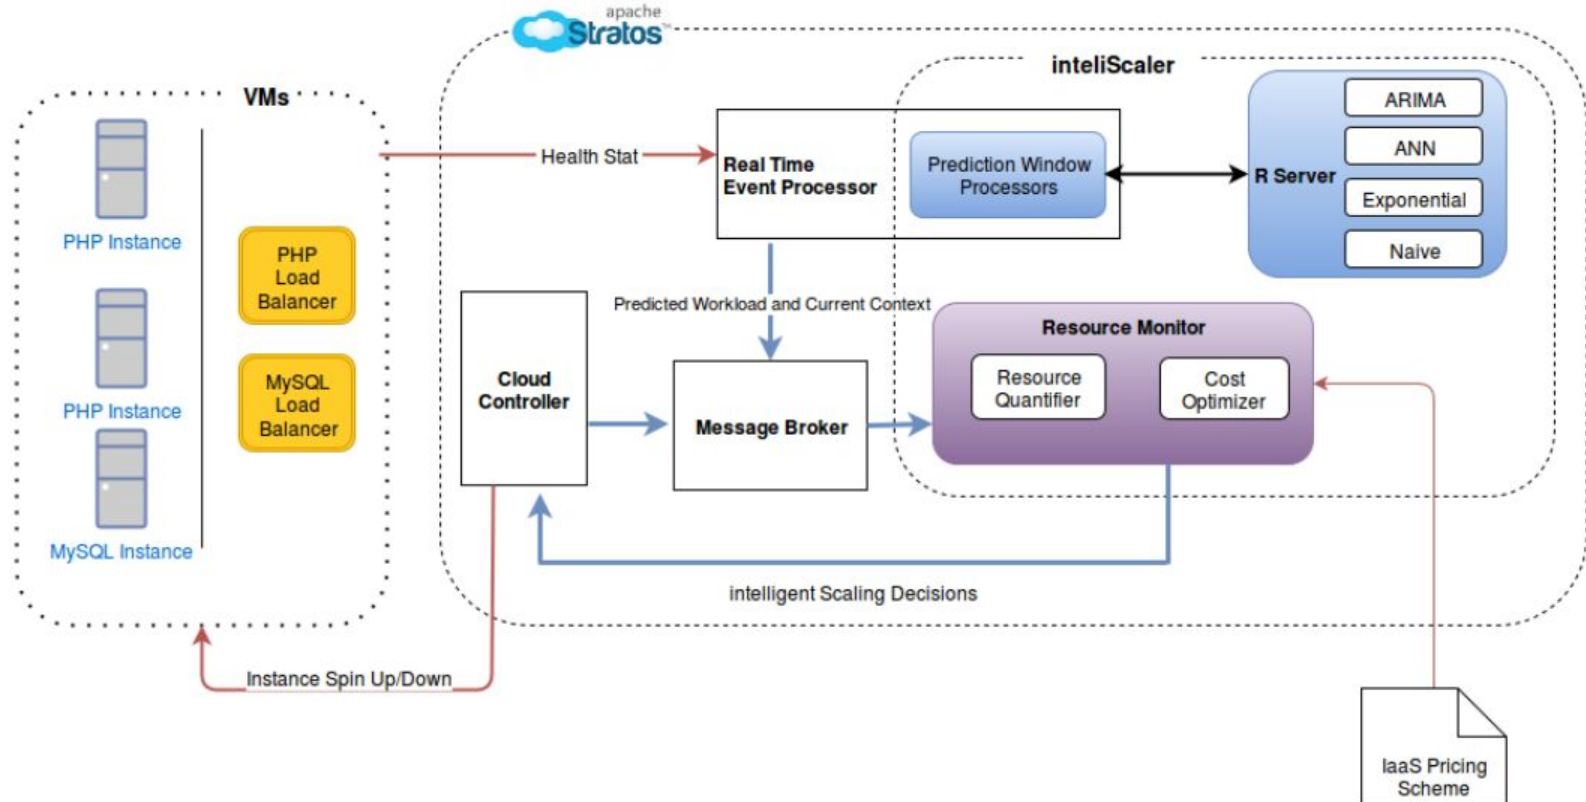 apache
Stratos™
VMs
inteliScaler
PHP Instance
PHP Instance
MySQL Instance
PHP
Load
Balancer
MySQL
Load
Balancer
Health Stat
Real Time
Event Processor
Prediction Window
Processors
R Server
ARIMA
ANN
Exponential
Naive
Predicted Workload and Current Context
Cloud
Controller
Message Broker
Resource Monitor
Resource
Quantifier
Cost
Optimizer
intelligent Scaling Decisions
Instance Spin Up/Down
IaaS Pricing
Scheme